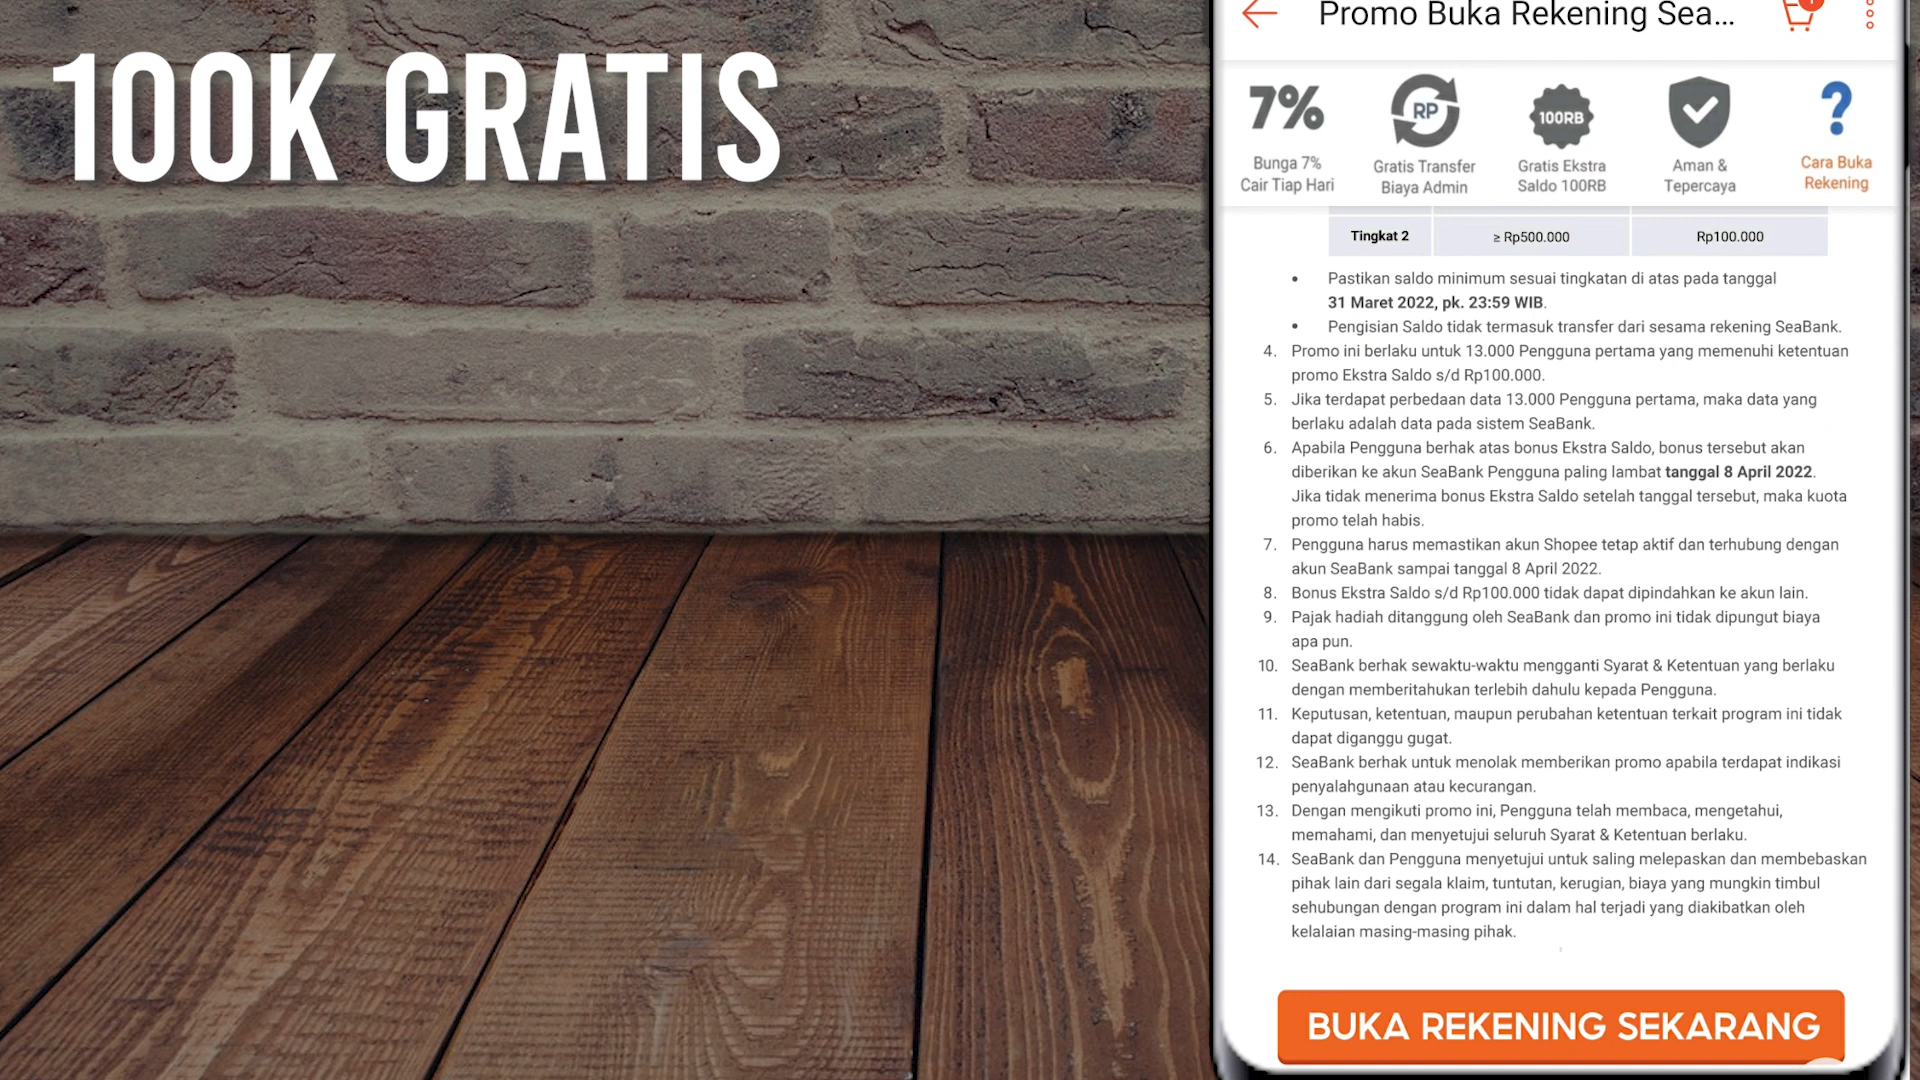 100K GRATIS
Promo Buka Rekening Sea...
7%
Bunga 7%
Cair Tiap Hari
RP
Gratis Transfer
Biaya Admin
100RB
Gratis Ekstra
Saldo 100RB
Aman &
Tepercaya
?
Cara Buka
Rekening
Tingkat 2 ≥ Rp500.000 Rp100.000
• Pastikan saldo minimum sesuai tingkatan di atas pada tanggal
31 Maret 2022, pk. 23:59 WIB.
• Pengisian Saldo tidak termasuk transfer dari sesama rekening SeaBank.
4. Promo ini berlaku untuk 13.000 Pengguna pertama yang memenuhi ketentuan
promo Ekstra Saldo s/d Rp100.000.
5. Jika terdapat perbedaan data 13.000 Pengguna pertama, maka data yang
berlaku adalah data pada sistem SeaBank.
6. Apabila Pengguna berhak atas bonus Ekstra Saldo, bonus tersebut akan
diberikan ke akun SeaBank Pengguna paling lambat tanggal 8 April 2022.
Jika tidak menerima bonus Ekstra Saldo setelah tanggal tersebut, maka kuota
promo telah habis.
7. Pengguna harus memastikan akun Shopee tetap aktif dan terhubung dengan
akun SeaBank sampai tanggal 8 April 2022.
8. Bonus Ekstra Saldo s/d Rp100.000 tidak dapat dipindahkan ke akun lain.
9. Pajak hadiah ditanggung oleh SeaBank dan promo ini tidak dipungut biaya
apa pun.
10. SeaBank berhak sewaktu-waktu mengganti Syarat & Ketentuan yang berlaku
dengan memberitahukan terlebih dahulu kepada Pengguna.
11. Keputusan, ketentuan, maupun perubahan ketentuan terkait program ini tidak
dapat diganggu gugat.
12. SeaBank berhak untuk menolak memberikan promo apabila terdapat indikasi
penyalahgunaan atau kecurangan.
13. Dengan mengikuti promo ini, Pengguna telah membaca, mengetahui,
memahami, dan menyetujui seluruh Syarat & Ketentuan berlaku.
14. SeaBank dan Pengguna menyetujui untuk saling melepaskan dan membebaskan
pihak lain dari segala klaim, tuntutan, kerugian, biaya yang mungkin timbul
sehubungan dengan program ini dalam hal terjadi yang diakibatkan oleh
kelalaian masing-masing pihak.
BUKA REKENING SEKARANG